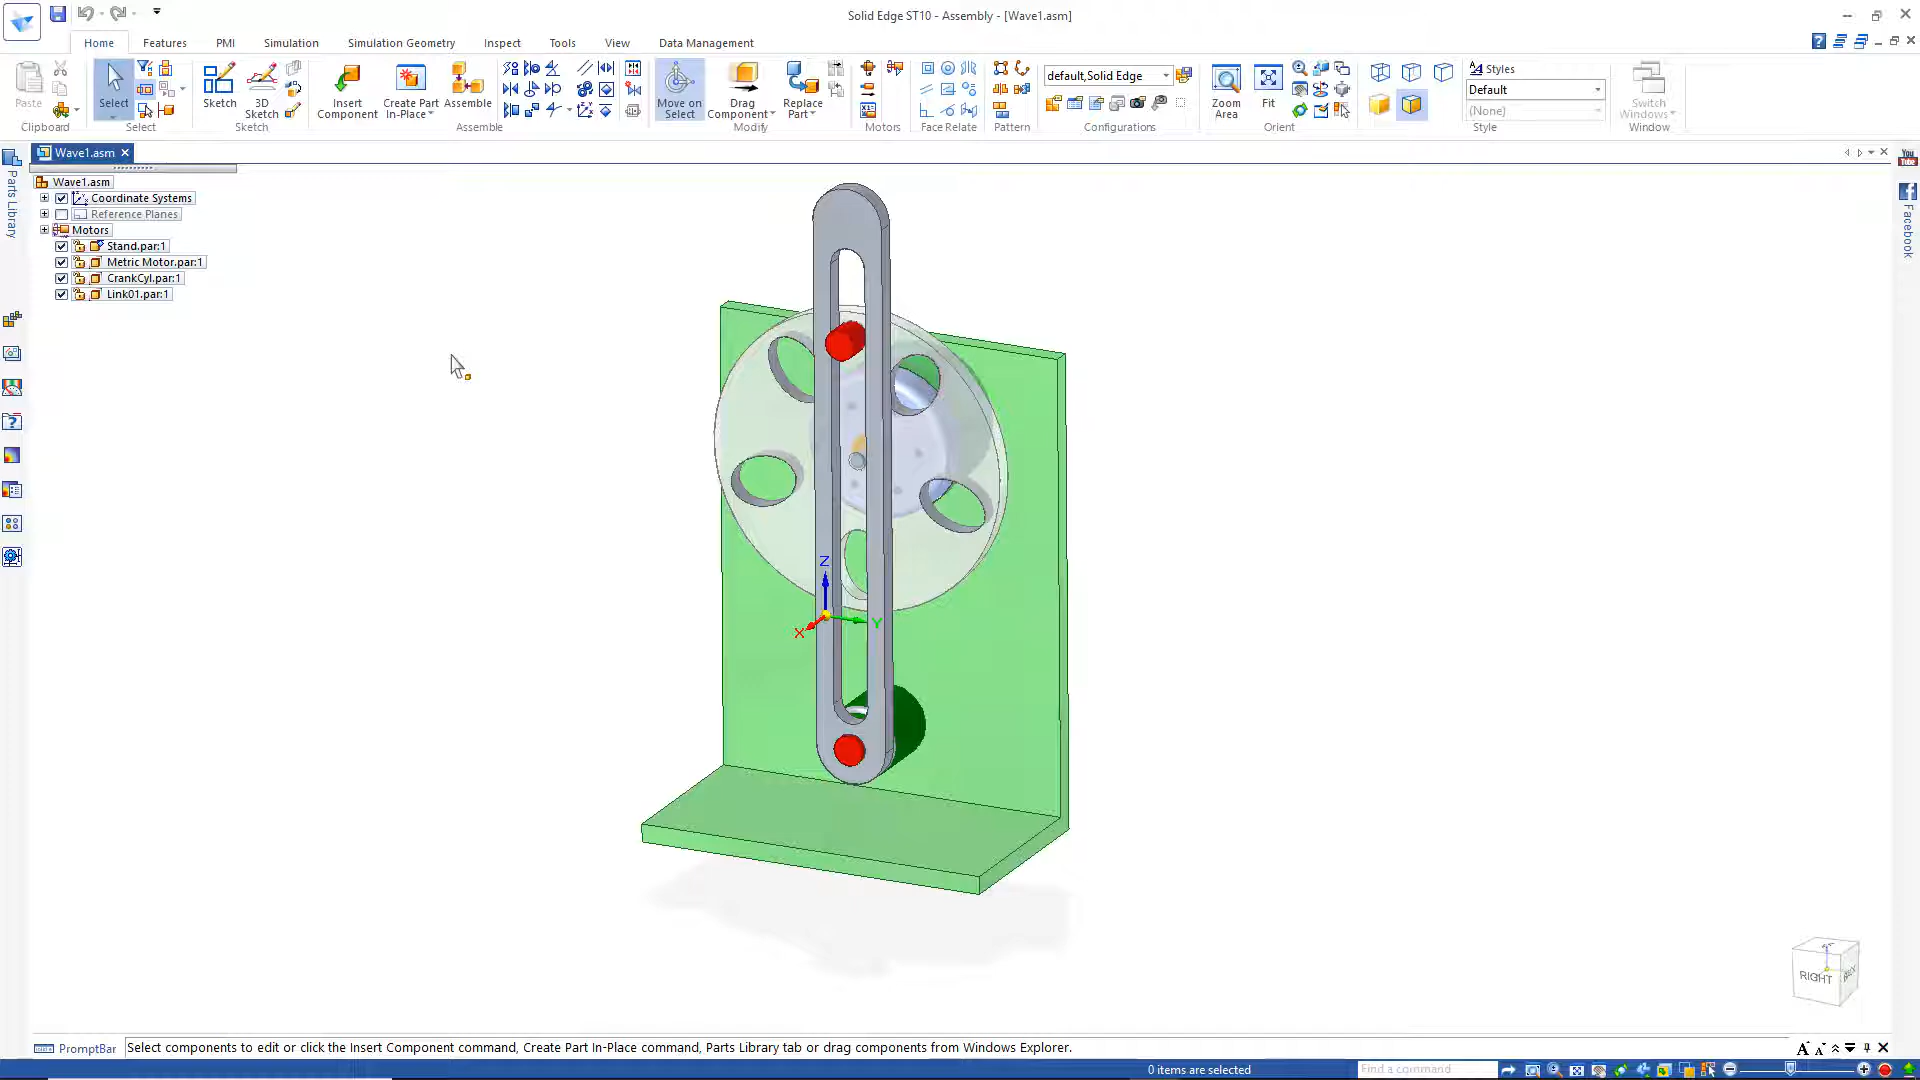 Solid Edge ST10 - Assembly - [Wave1.asm]
Home Features PMI Simulation Simulation Geometry Inspect Tools View Data Management
Paste
Clipboard
Select
Select
Sketch
3D Sketch
Sketch
Insert Component
Create Part In-Place
Assemble
Assemble
Move on Select
Drag Component
Replace Part
Modify
Motors
Face Relate
Pattern
default,Solid Edge
Configurations
Zoom Area
Fit
Orient
Styles
Default
(None)
Style
Switch Windows
Window
Wave1.asm
Parts Library
Wave1.asm
Coordinate Systems
Reference Planes
Motors
Stand.par:1
Metric Motor.par:1
CrankCyl.par:1
Link01.par:1
You Tube
Facebook
Z
X
Y
RIGHT
PromptBar
Select components to edit or click the Insert Component command, Create Part In-Place command, Parts Library tab or drag components from Windows Explorer.
0 items are selected
Find a command